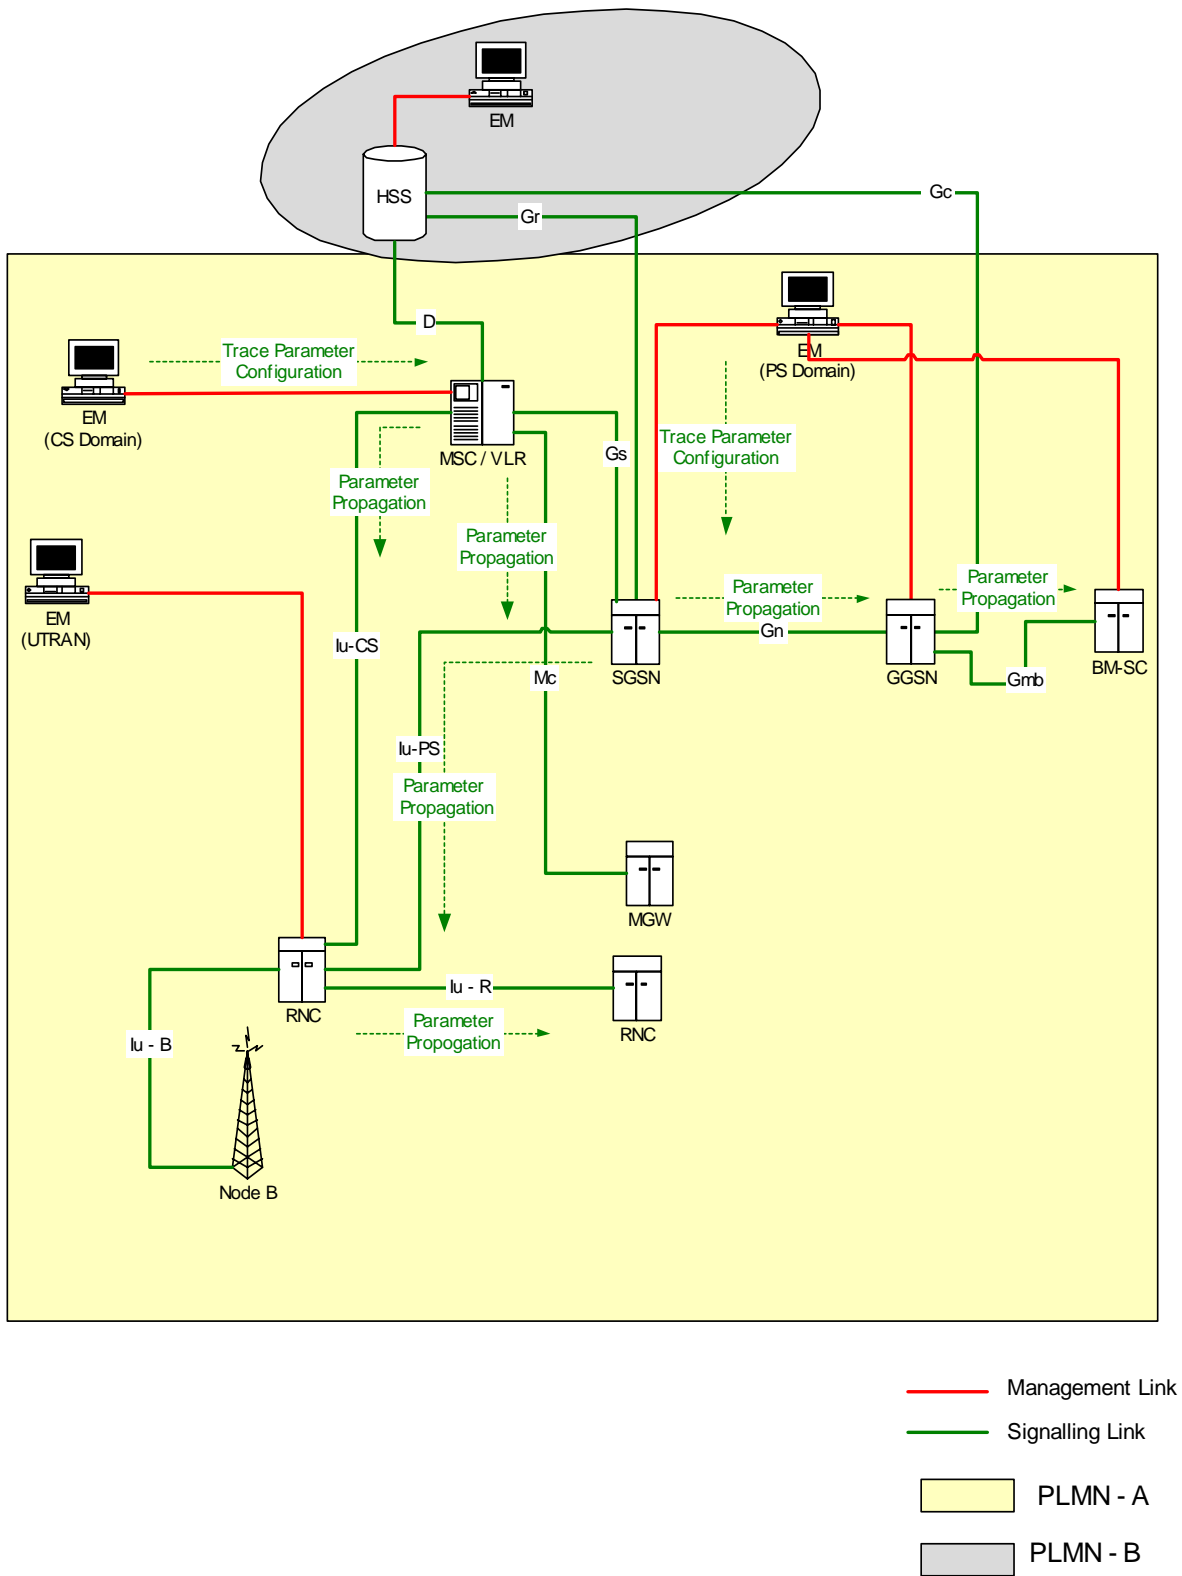 EM
HSS
Gc
Gr
D
Trace Parameter
Configuration
EM
(PS Domain)
EM
(CS Domain)
MSC / VLR
Gs
Trace Parameter
Configuration
Parameter
Propagation
Parameter
Propagation
EM
(UTRAN)
Parameter
Propagation
Parameter
Propagation
Iu-CS
Gn
Mc
SGSN
GGSN
Gmb
BM-SC
Iu-PS
Parameter
Propagation
MGW
RNC
Iu - R
RNC
Parameter
Propogation
Iu - B
Node B
Management Link
Signalling Link
PLMN - A
PLMN - B